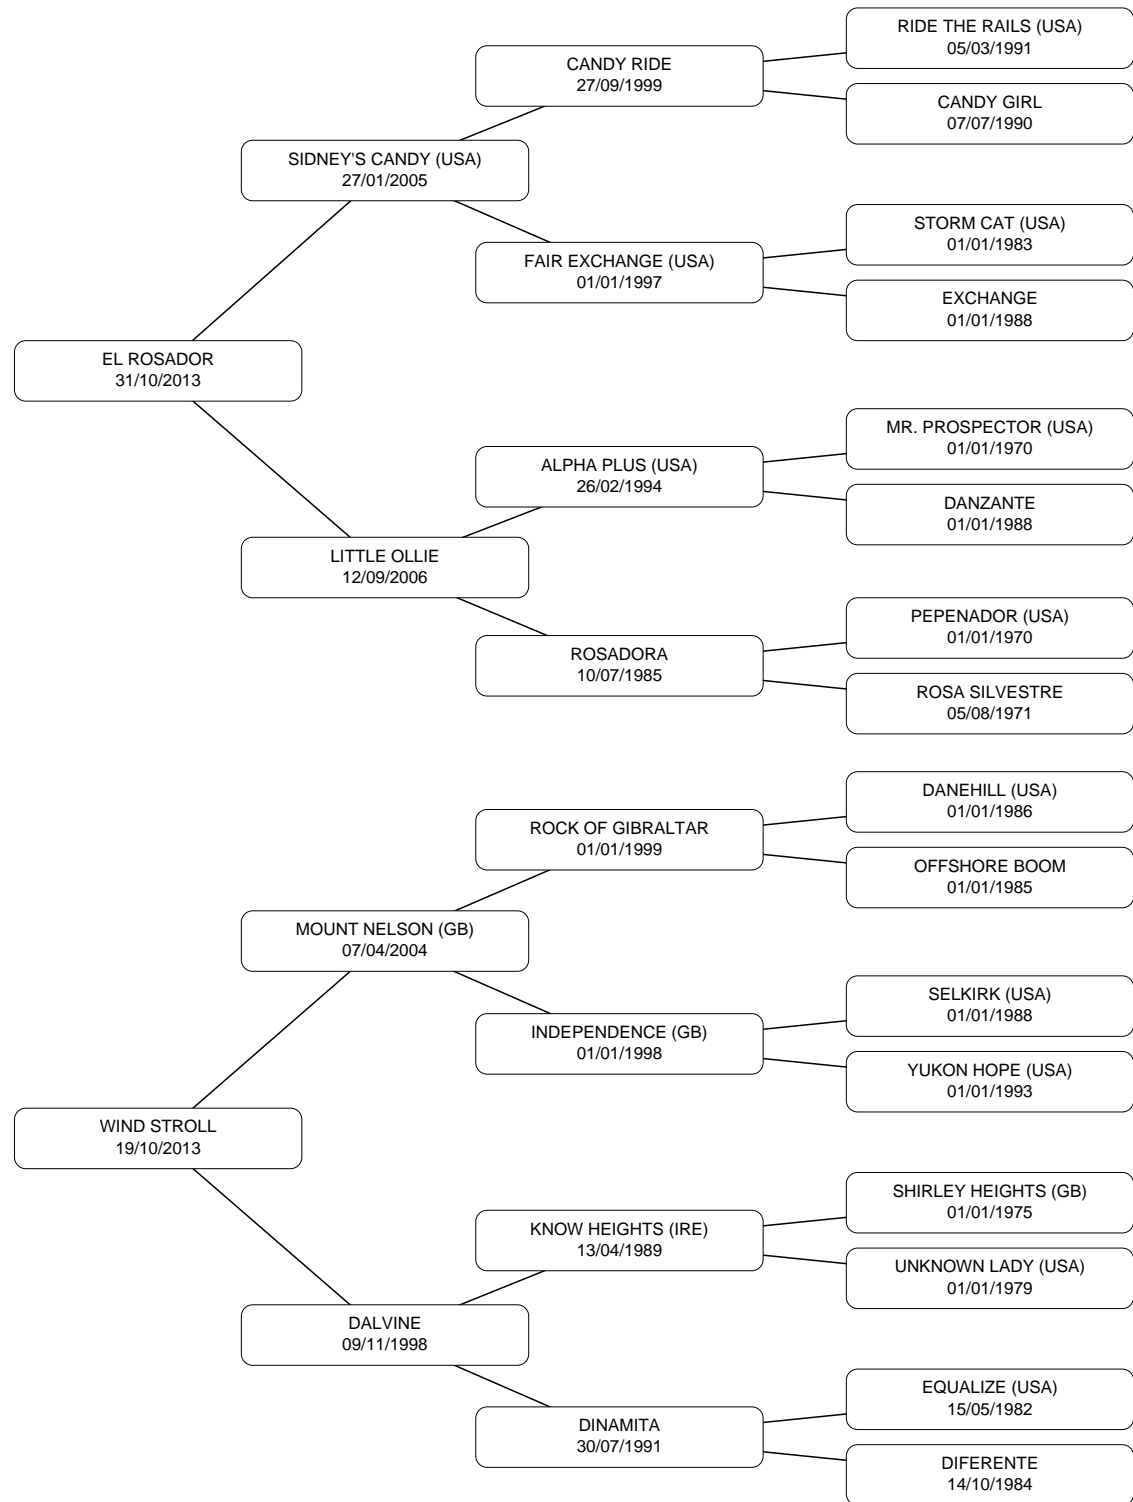 RIDE THE RAILS (USA)
05/03/1991
CANDY RIDE
27/09/1999
CANDY GIRL
07/07/1990
SIDNEY'S CANDY (USA)
27/01/2005
STORM CAT (USA)
01/01/1983
FAIR EXCHANGE (USA)
01/01/1997
EXCHANGE
01/01/1988
EL ROSADOR
31/10/2013
MR. PROSPECTOR (USA)
01/01/1970
ALPHA PLUS (USA)
26/02/1994
DANZANTE
01/01/1988
LITTLE OLLIE
12/09/2006
PEPENADOR (USA)
01/01/1970
ROSADORA
10/07/1985
ROSA SILVESTRE
05/08/1971
DANEHILL (USA)
01/01/1986
ROCK OF GIBRALTAR
01/01/1999
OFFSHORE BOOM
01/01/1985
MOUNT NELSON (GB)
07/04/2004
SELKIRK (USA)
01/01/1988
INDEPENDENCE (GB)
01/01/1998
YUKON HOPE (USA)
01/01/1993
WIND STROLL
19/10/2013
SHIRLEY HEIGHTS (GB)
01/01/1975
KNOW HEIGHTS (IRE)
13/04/1989
UNKNOWN LADY (USA)
01/01/1979
DALVINE
09/11/1998
EQUALIZE (USA)
15/05/1982
DINAMITA
30/07/1991
DIFERENTE
14/10/1984